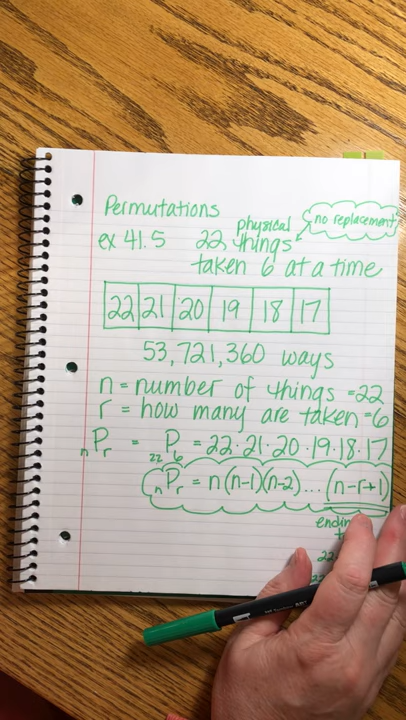 Permutations
physical
no replacement
ex 41.5 22 things
taken 6 at a time
22 21 20 19 18 17
53,721,360 ways
n = number of things = 22
r = how many are taken = 6
nPr = 22P6 = 22·21·20·19·18·17
nPr = n(n-1)(n-2)...(n-r+1)